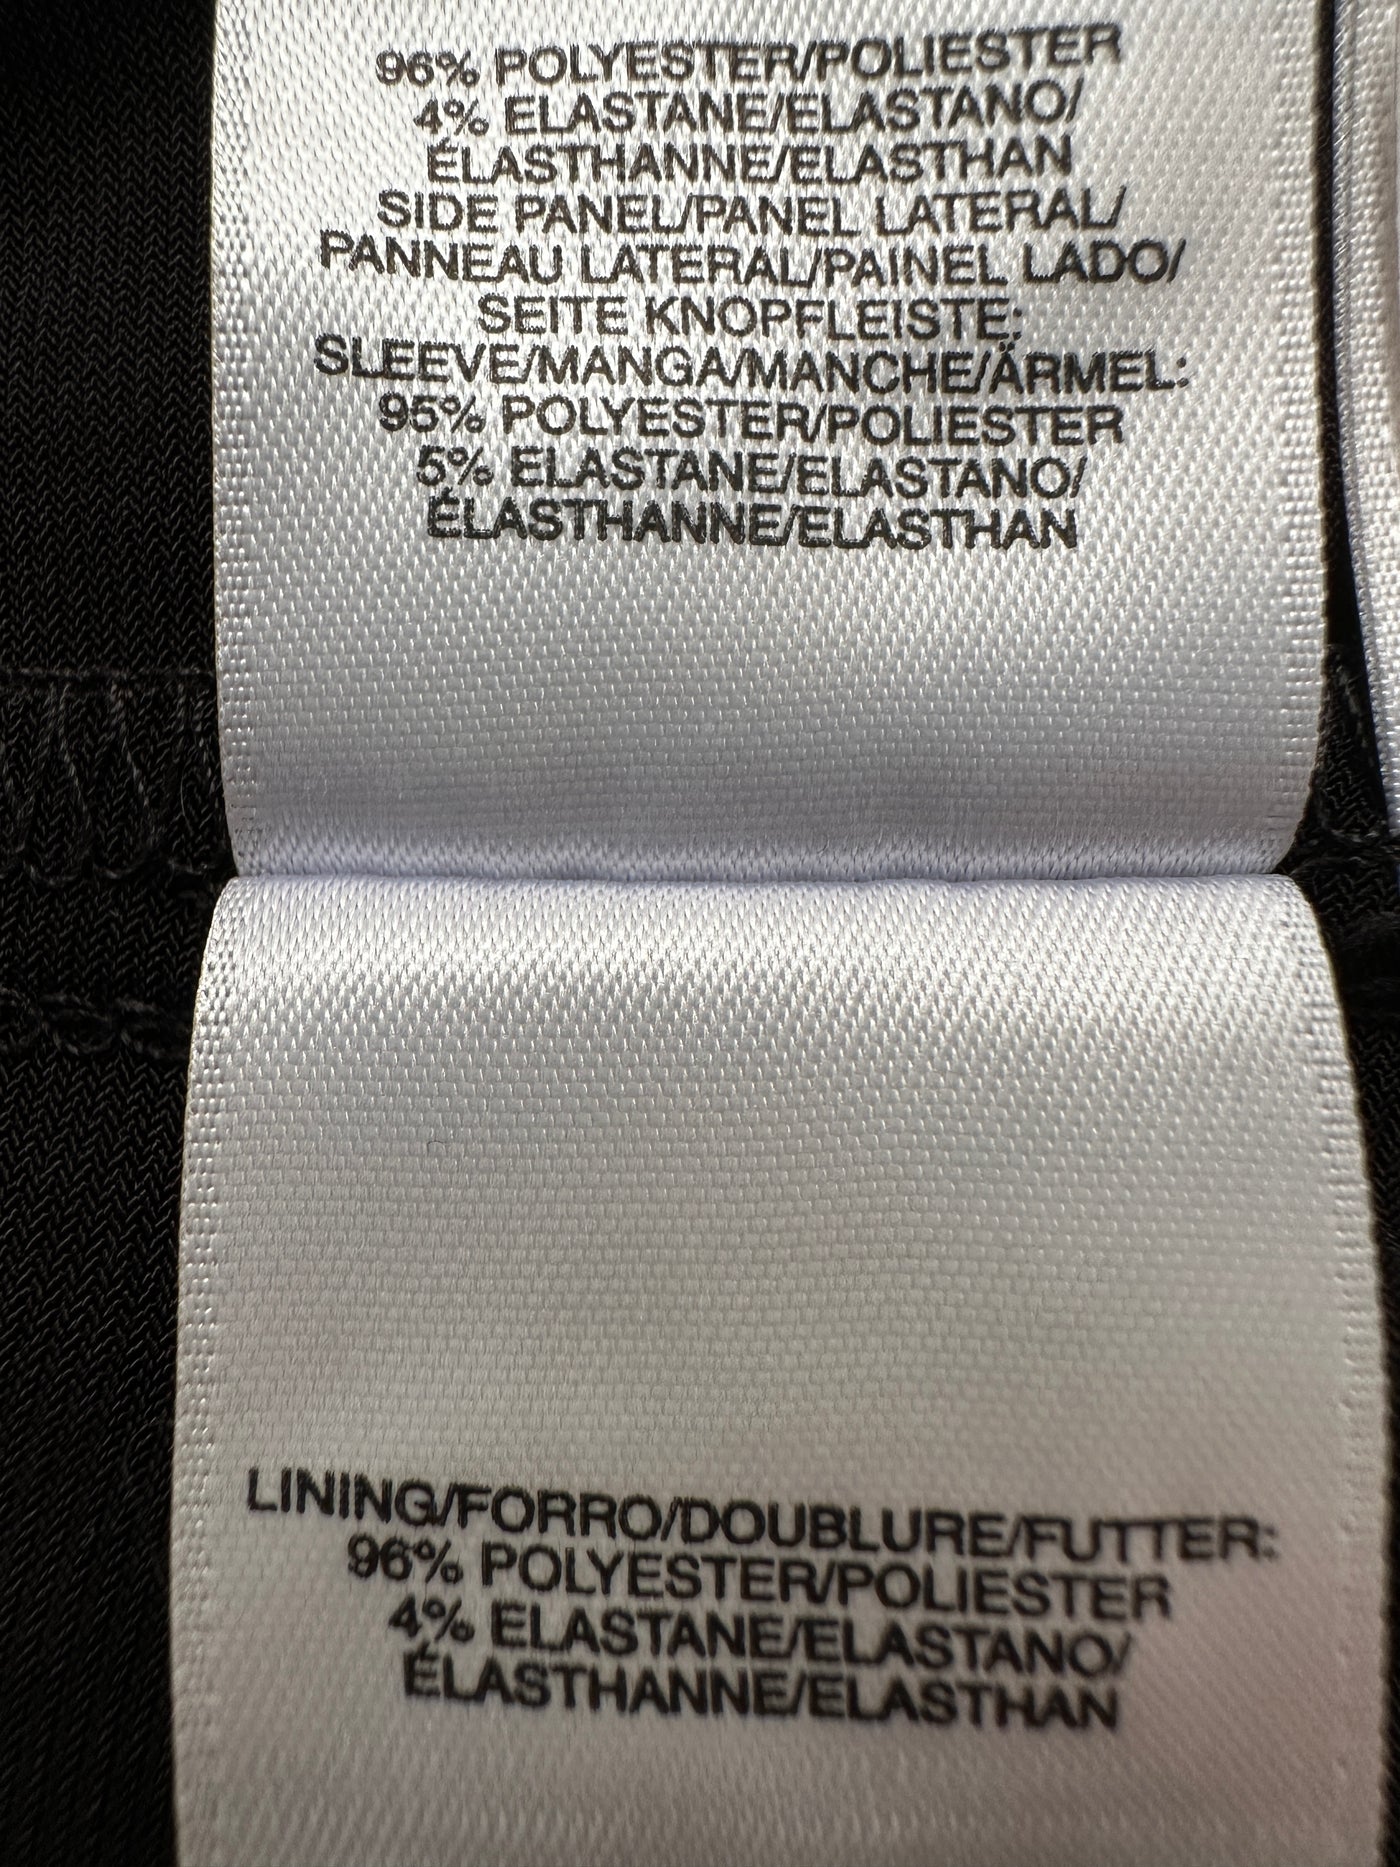 96% POLYESTER/POLIESTER
4% ELASTANE/ELASTANO/
ÉLASTHANNE/ELASTHAN
SIDE PANEL/PANEL LATERAL/
PANNEAU LATERAL/PAINEL LADO/
SEITE KNOPFLEISTE:
SLEEVE/MANGA/MANCHE/ÄRMEL:
95% POLYESTER/POLIESTER
5% ELASTANE/ELASTANO/
ÉLASTHANNE/ELASTHAN
LINING/FORRO/DOUBLURE/FUTTER:
96% POLYESTER/POLIESTER
4% ELASTANE/ELASTANO/
ÉLASTHANNE/ELASTHAN